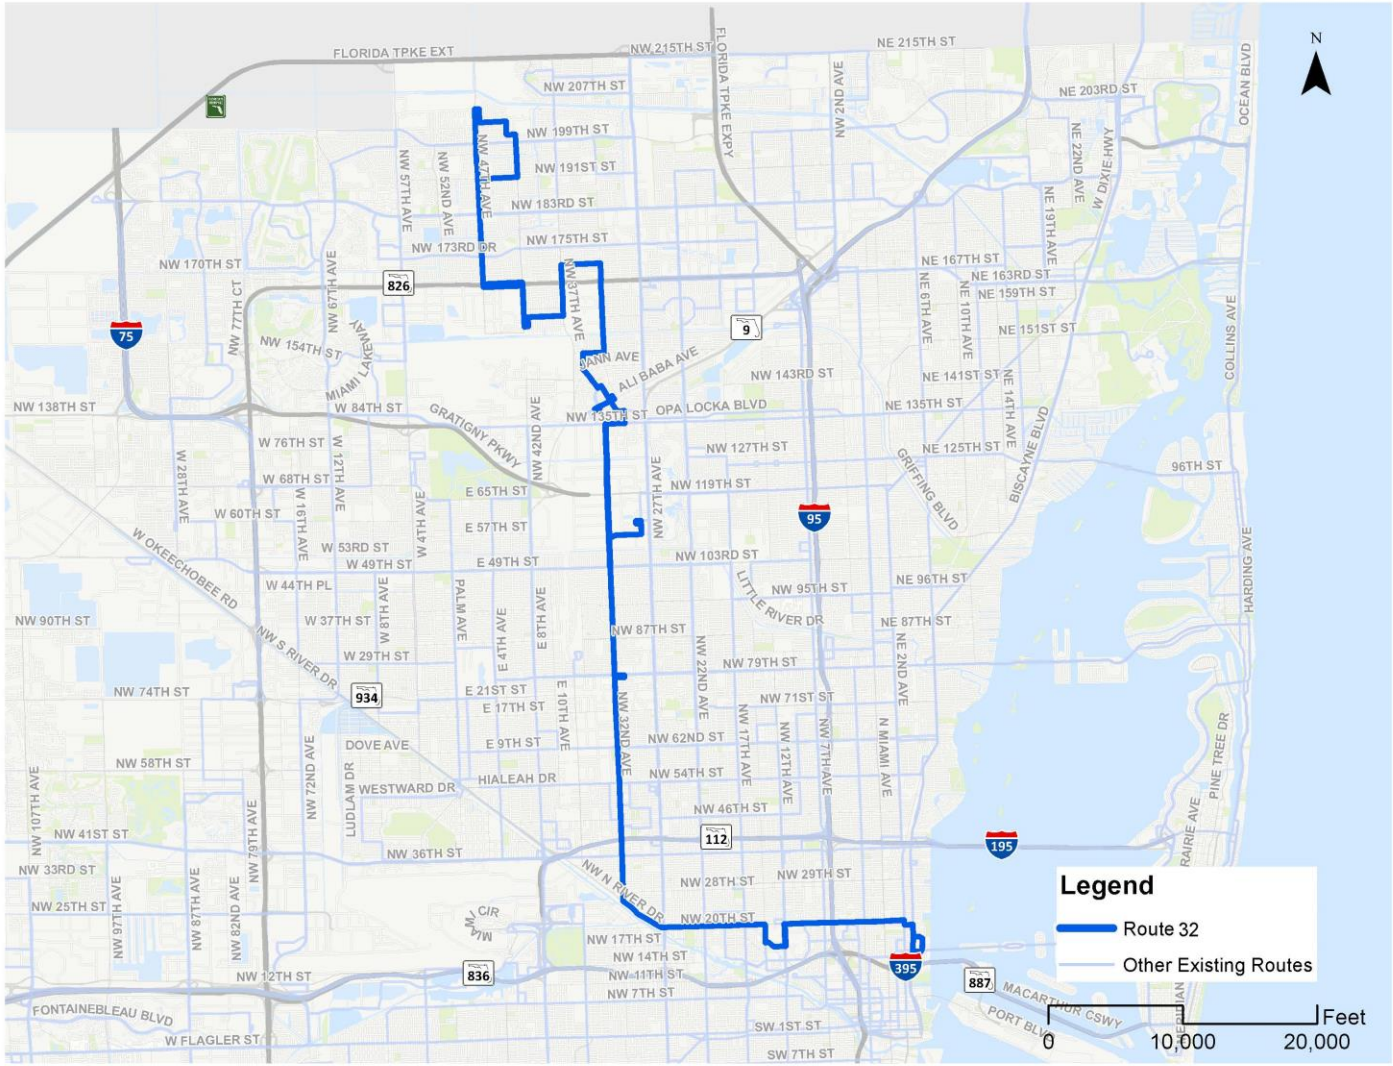 FLORIDA TPKE EXT
NW 215TH ST
FLORIDA TPKE EXPY
NE 215TH ST
OCEAN BLVD
N
NW 207TH ST
NW 2ND AVE
NE 203RD ST
NW 199TH ST
NE 22ND AVE
W DIXIE HWY
NW 57TH AVE
NW 52ND AVE
NW 47TH AVE
NW 191ST ST
NW 183RD ST
NE 19TH AVE
NW 173RD DR
NW 175TH ST
NW 170TH ST
NW 67TH AVE
NW 77TH CT
826
NW 37TH AVE
NE 167TH ST
NE 163RD ST
NE 159TH ST
NE 6TH AVE
NE 10TH AVE
75
9
NE 151ST ST
COLLINS AVE
NW 154TH ST
MIAMI LAKEWAY
JANN AVE
ALI BABA AVE
NW 143RD ST
NE 141ST ST
NE 14TH AVE
NW 138TH ST
W 84TH ST
GRATIGNY PKWY
NW 42ND AVE
NW 135TH ST
OPA LOCKA BLVD
NE 135TH ST
BISCAYNE BLVD
W 76TH ST
W 12TH AVE
NW 127TH ST
NE 125TH ST
GRIFFING BLVD
W 28TH AVE
W 68TH ST
96TH ST
E 65TH ST
NW 119TH ST
NW 27TH AVE
W 60TH ST
W 16TH AVE
W 4TH AVE
E 57TH ST
95
W OKEECHOBEE RD
W 53RD ST
W 49TH ST
E 49TH ST
NW 103RD ST
HARDING AVE
W 44TH PL
W 8TH AVE
PALM AVE
LITTLE RIVER DR
NW 95TH ST
NE 96TH ST
NW 90TH ST
W 37TH ST
E 4TH AVE
E 8TH AVE
NW 87TH ST
NE 87TH ST
NW S RIVER DR
W 29TH ST
NW 22ND AVE
NW 79TH ST
NE 2ND AVE
NW 74TH ST
934
E 21ST ST
E 17TH ST
E 10TH AVE
NW 32ND AVE
NW 71ST ST
NW 17TH AVE
NW 12TH AVE
NW 7TH AVE
N MIAMI AVE
PINE TREE DR
DOVE AVE
E 9TH ST
NW 62ND ST
NW 58TH ST
NW 72ND AVE
LUDLAM DR
HIALEAH DR
WESTWARD DR
NW 54TH ST
NW 107TH AVE
NW 79TH AVE
NW 46TH ST
NW 41ST ST
112
195
NW 36TH ST
NW 33RD ST
NW N RIVER DR
NW 28TH ST
NW 29TH ST
RAIRIE AVE
NW 25TH ST
NW 97TH AVE
NW 87TH AVE
NW 82ND AVE
MIAWI CIR
NW 20TH ST
NW 17TH ST
NW 14TH ST
NW 12TH ST
836
NW 11TH ST
395
887
NW 7TH ST
MACARTHUR CSWY
PORT BLVD
MERIDIAN
FONTAINEBLEAU BLVD
W FLAGLER ST
SW 1ST ST
SW 7TH ST
Legend
Route 32
Other Existing Routes
Feet
0
10,000
20,000